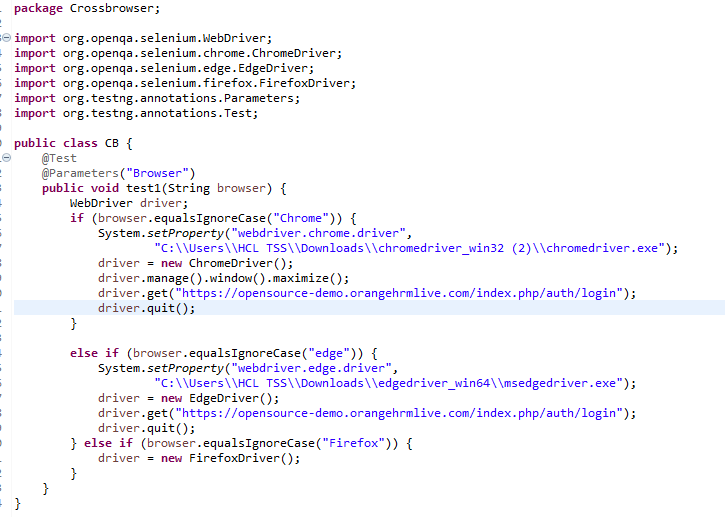 package Crossbrowser;
import org.openqa.selenium.WebDriver;
import org.openqa.selenium.chrome.ChromeDriver;
import org.openqa.selenium.edge.EdgeDriver;
import org.openqa.selenium.firefox.FirefoxDriver;
import org.testng.annotations.Parameters;
import org.testng.annotations.Test;
public class CB {
@Test
@Parameters("Browser")
public void test1(String browser) {
WebDriver driver;
if (browser.equalsIgnoreCase("Chrome")) {
System.setProperty("webdriver.chrome.driver",
"C:\\Users\\HCL TSS\\Downloads\\chromedriver_win32 (2)\\chromedriver.exe");
driver = new ChromeDriver();
driver.manage().window().maximize();
driver.get("https://opensource-demo.orangehrmlive.com/index.php/auth/login");
driver.quit();
}
else if (browser.equalsIgnoreCase("edge")) {
System.setProperty("webdriver.edge.driver",
"C:\\Users\\HCL TSS\\Downloads\\edgedriver_win64\\msedgedriver.exe");
driver = new EdgeDriver();
driver.get("https://opensource-demo.orangehrmlive.com/index.php/auth/login");
driver.quit();
} else if (browser.equalsIgnoreCase("Firefox")) {
driver = new FirefoxDriver();
}
}
}